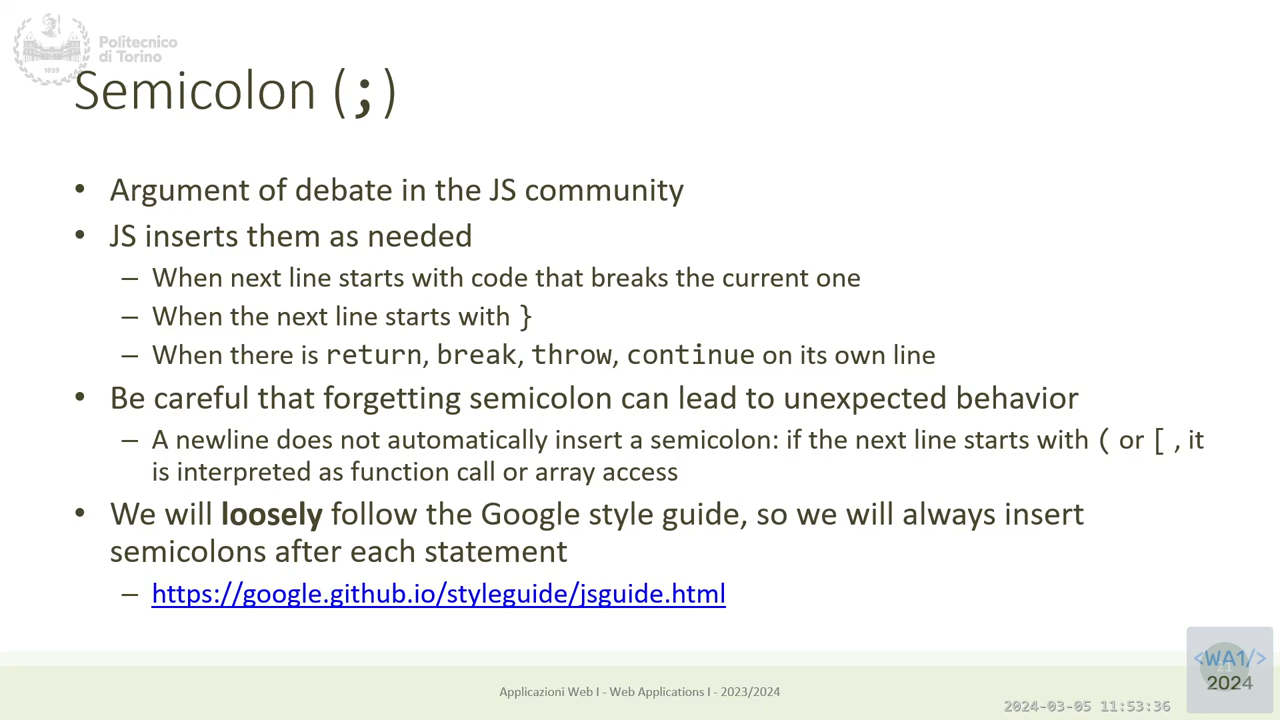 Politecnico
di Torino
1859
Semicolon (;)
• Argument of debate in the JS community
• JS inserts them as needed
– When next line starts with code that breaks the current one
– When the next line starts with }
– When there is return, break, throw, continue on its own line
• Be careful that forgetting semicolon can lead to unexpected behavior
– A newline does not automatically insert a semicolon: if the next line starts with ( or [ , it
is interpreted as function call or array access
• We will loosely follow the Google style guide, so we will always insert
semicolons after each statement
– https://google.github.io/styleguide/jsguide.html
<WA1/>
2024
Applicazioni Web I - Web Applications I - 2023/2024
2024-03-05 11:53:36